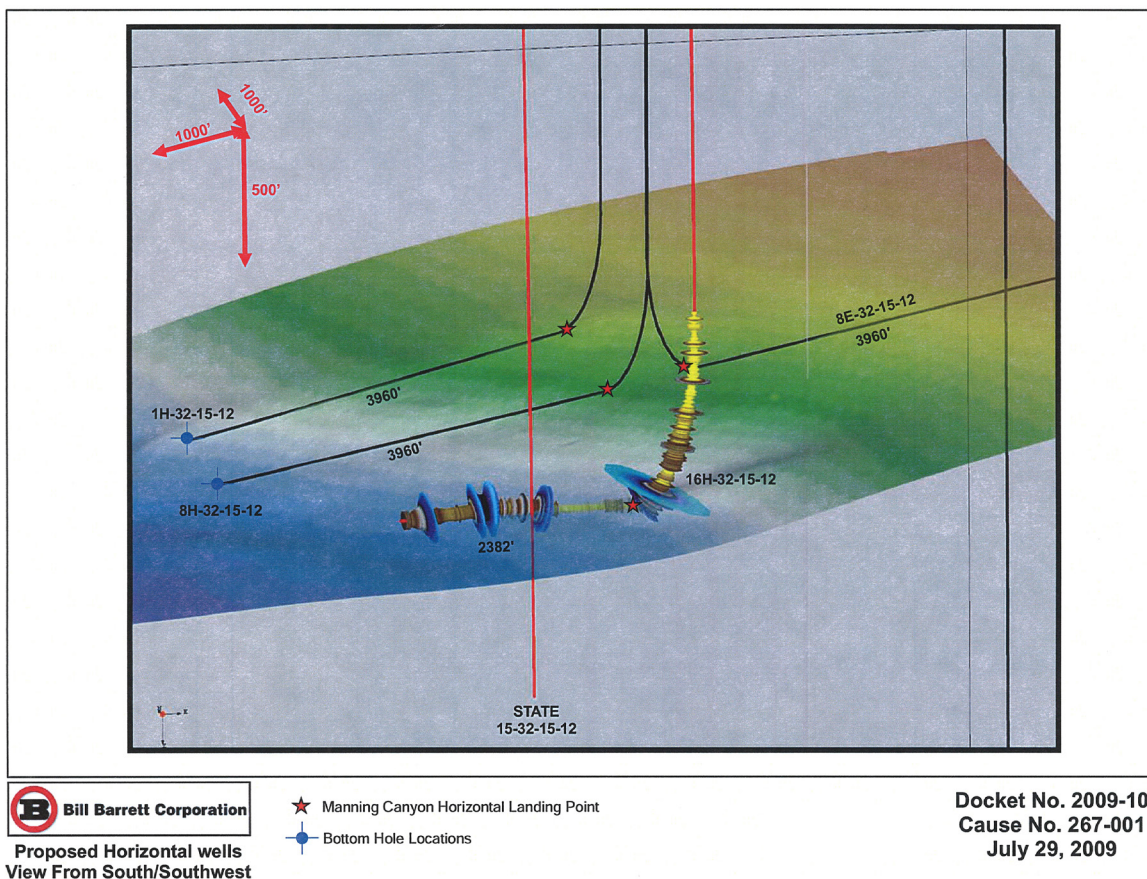 1000'
1000'
500'
8E-32-15-12
3960'
1H-32-15-12
3960'
3960'
8H-32-15-12
16H-32-15-12
2382'
STATE
15-32-15-12
B Bill Barrett Corporation
Proposed Horizontal wells
View From South/Southwest
Manning Canyon Horizontal Landing Point
Bottom Hole Locations
Docket No. 2009-10
Cause No. 267-001
July 29, 2009